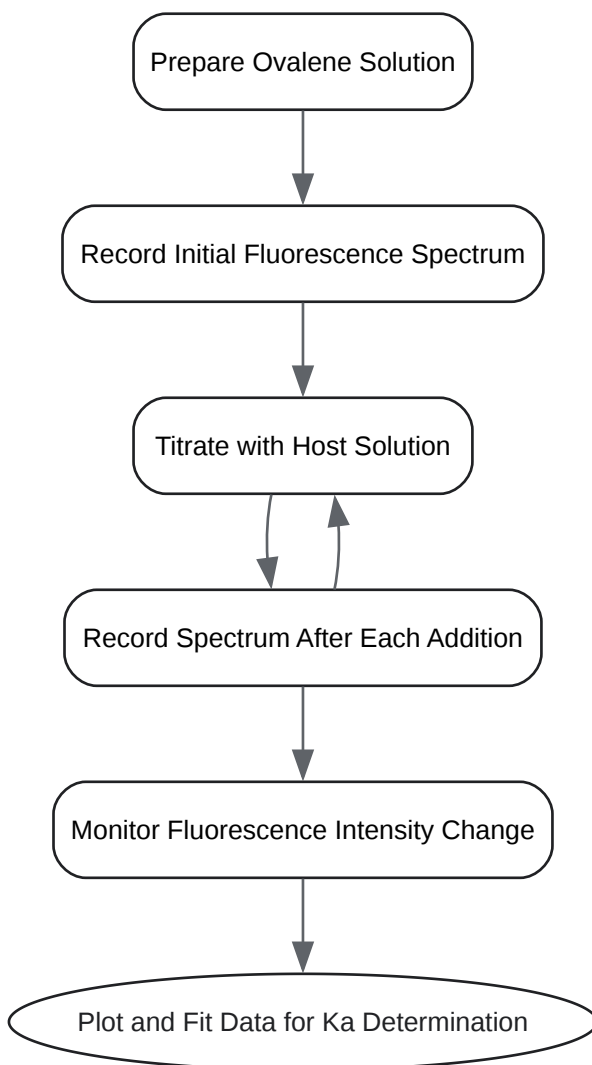 Prepare Ovalene Solution
Record Initial Fluorescence Spectrum
Titrate with Host Solution
Record Spectrum After Each Addition
Monitor Fluorescence Intensity Change
Plot and Fit Data for Ka Determination